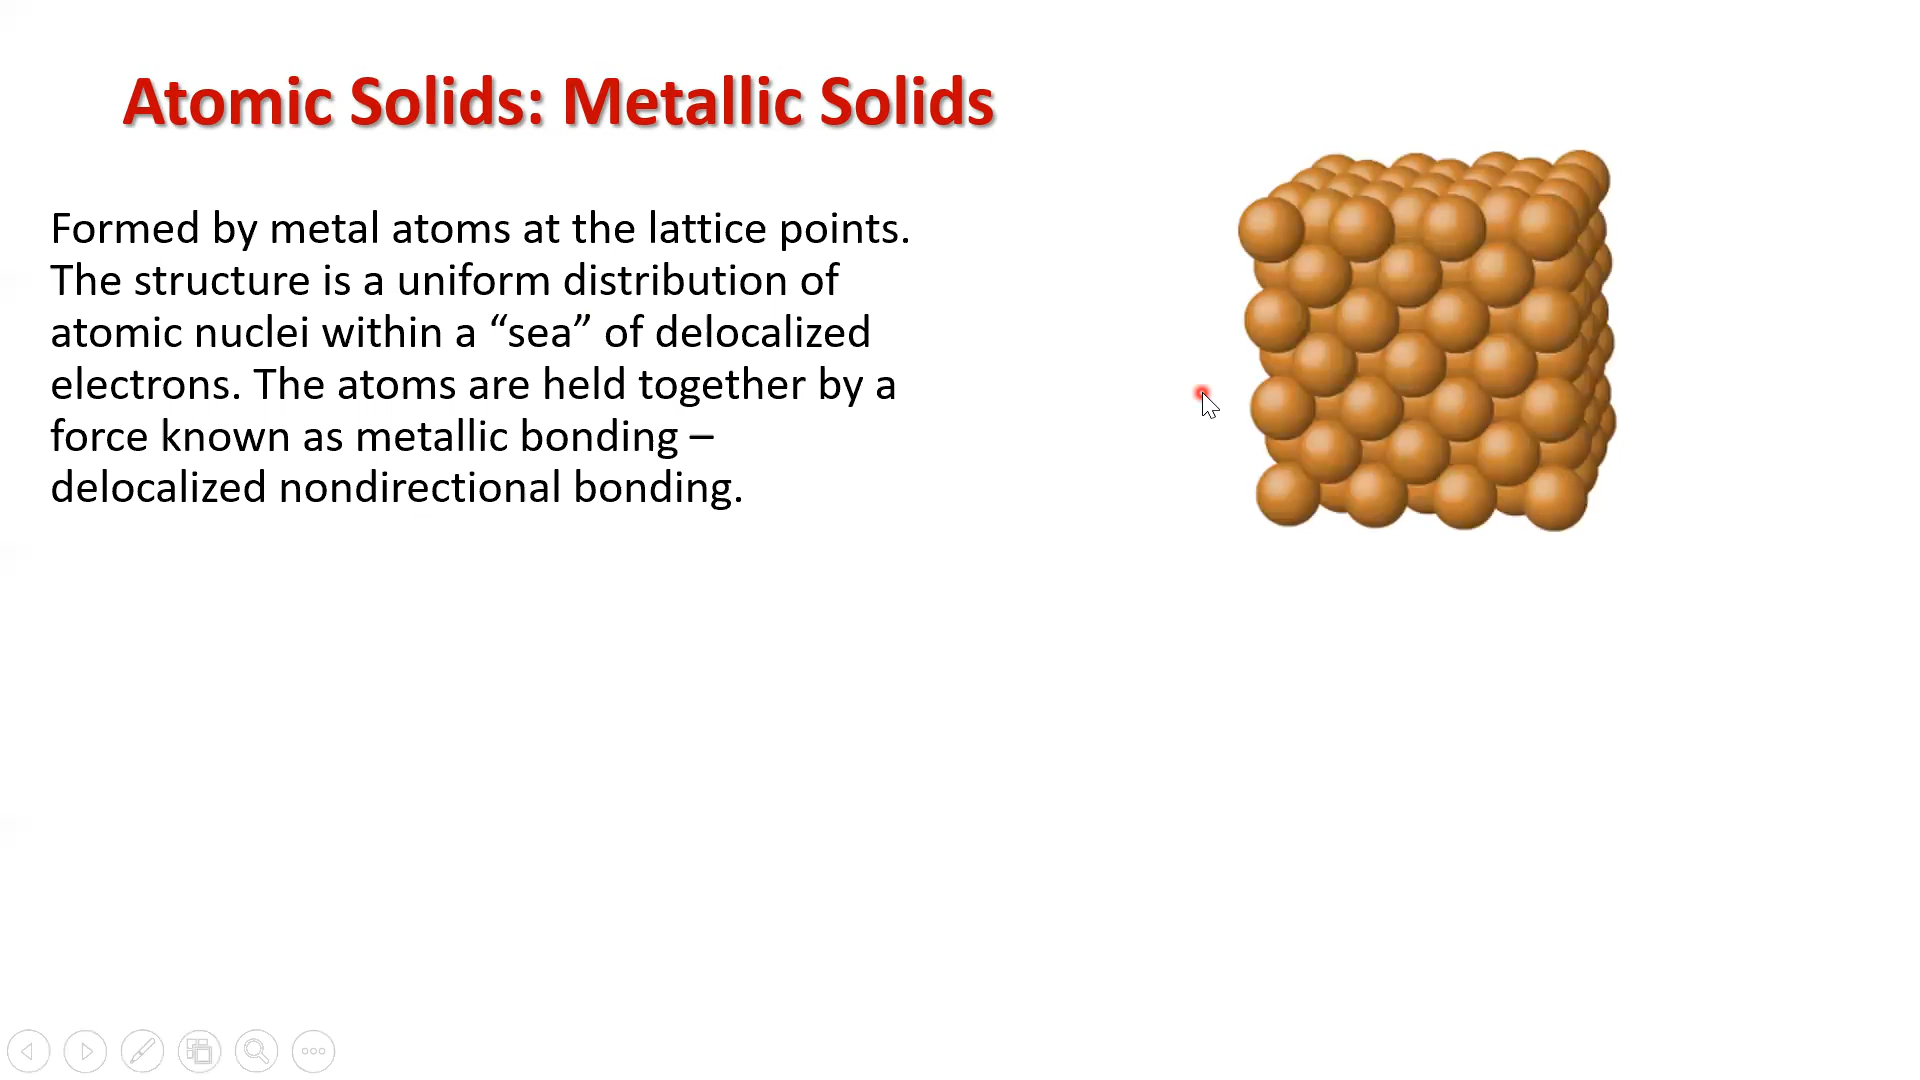 Atomic Solids: Metallic Solids
Formed by metal atoms at the lattice points.
The structure is a uniform distribution of
atomic nuclei within a “sea” of delocalized
electrons. The atoms are held together by a
force known as metallic bonding –
delocalized nondirectional bonding.